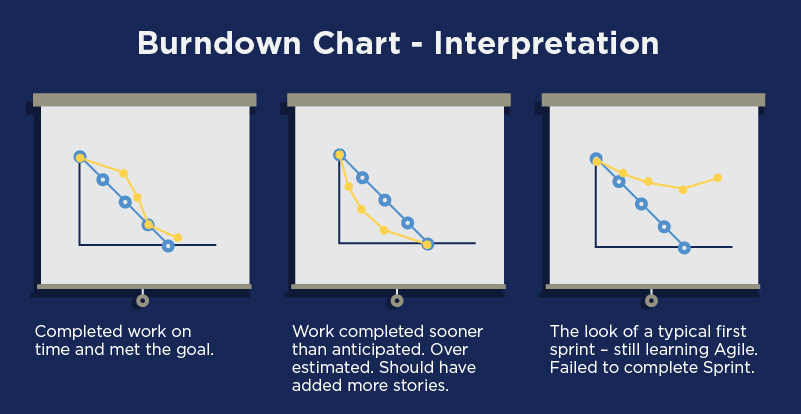 Burndown Chart - Interpretation
Completed work on
time and met the goal.
Work completed sooner
than anticipated. Over
estimated. Should have
added more stories.
The look of a typical first
sprint – still learning Agile.
Failed to complete Sprint.